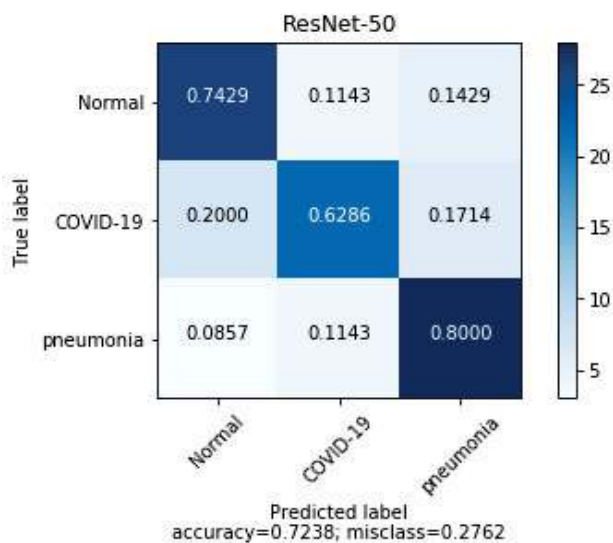 ResNet-50
True label
Normal 0.7429 0.1143 0.1429
COVID-19 0.2000 0.6286 0.1714
pneumonia 0.0857 0.1143 0.8000
Normal COVID-19 pneumonia
25
20
15
10
5
Predicted label
accuracy=0.7238; misclass=0.2762